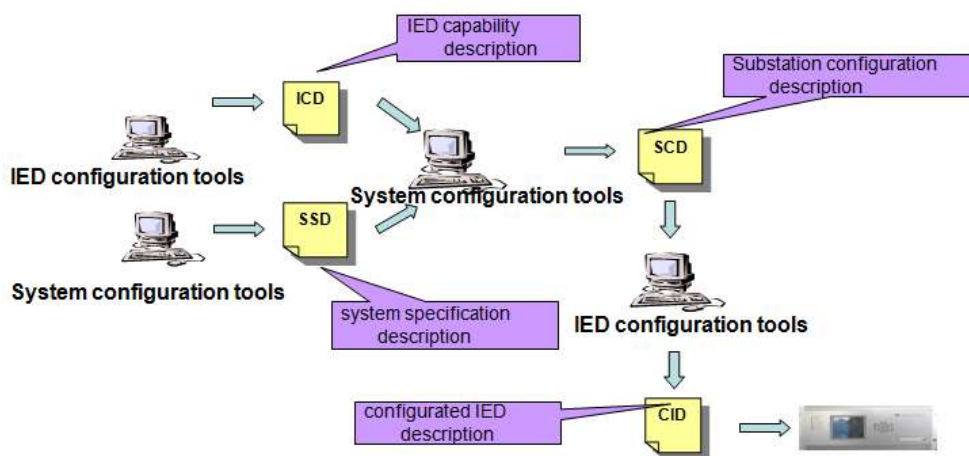 IED capability
description
Substation configuration
description
ICD
SCD
IED configuration tools
System configuration tools
SSD
System configuration tools
system specification
description
IED configuration tools
configurated IED
description
CID